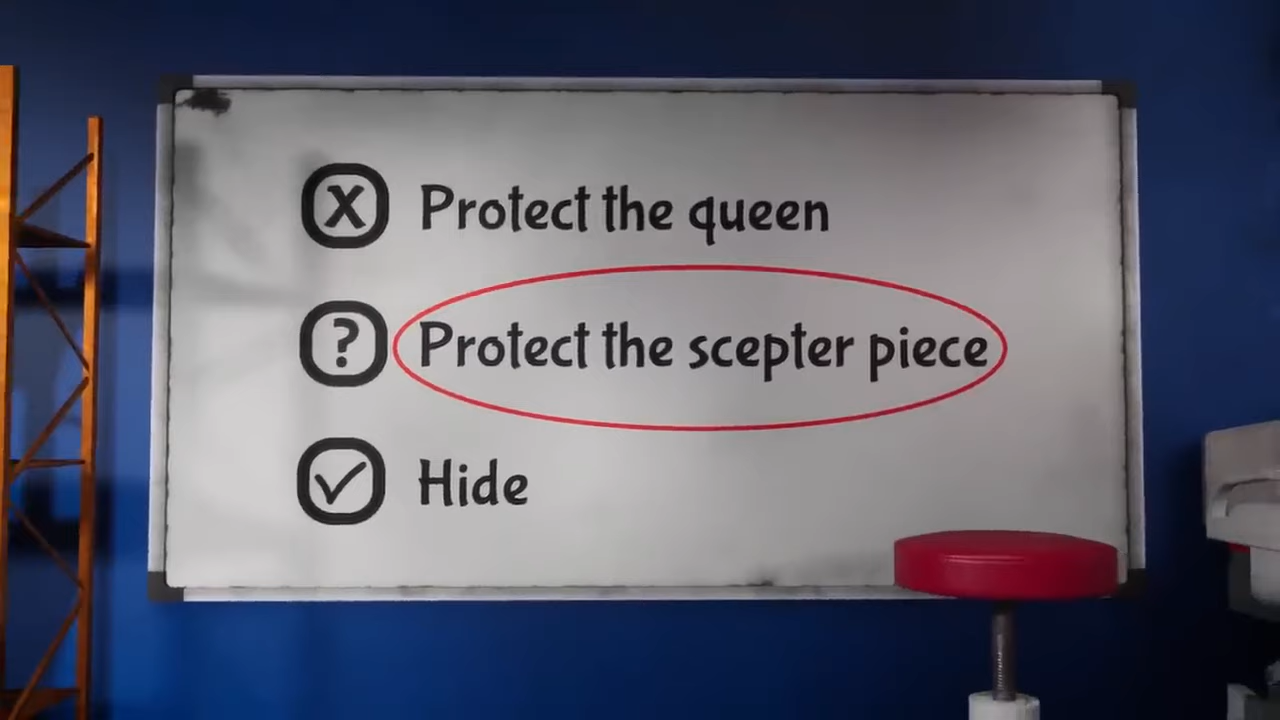 X Protect the queen
? Protect the scepter piece
✓ Hide